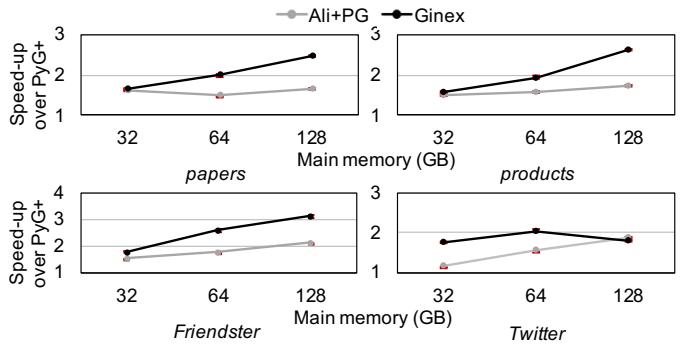 Ali+PG Ginex
Speed-up
over PyG+
3
2
1
32 64 128
papers
3
2
1
32 64 128
products
Main memory (GB)
Speed-up
over PyG+
4
3
2
1
32 64 128
Friendster
3
2
1
32 64 128
Twitter
Main memory (GB)